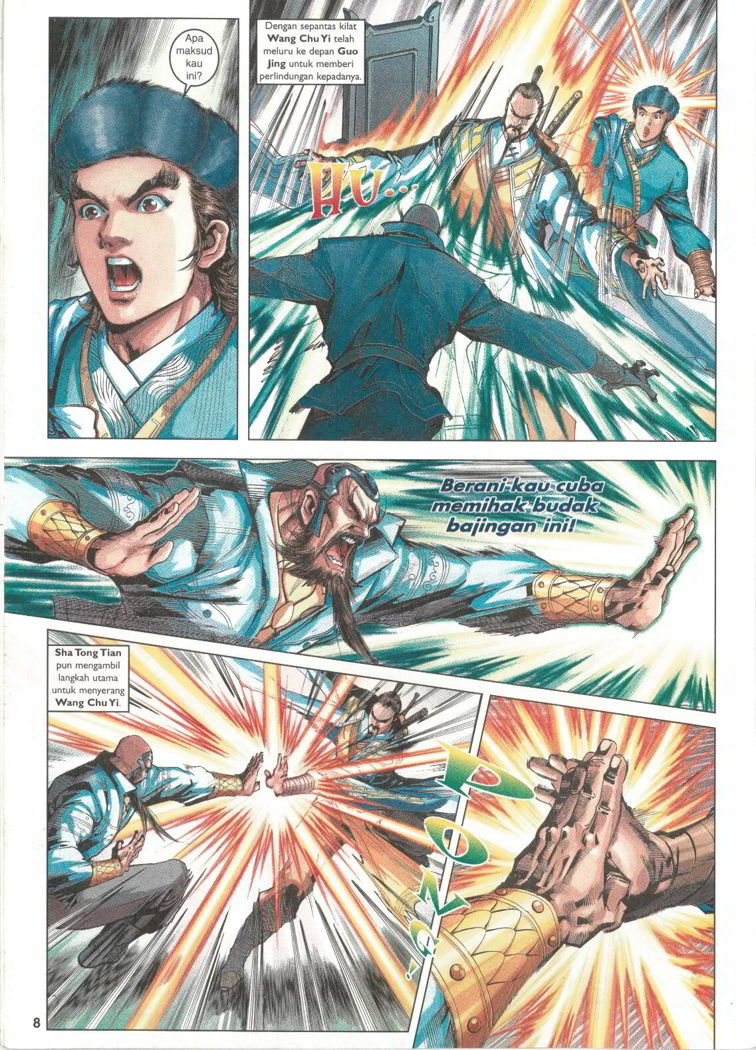 Apa
maksud
kau
ini?
Dengan sepantas kilat
Wang Chu Yi telah
meluru ke depan Guo
Jing untuk memberi
perlindungan kepadanya.
HU...
Berani kau cuba
memihak budak
bajingan ini!
Sha Tong Tian
pun mengambil
langkah utama
untuk menyerang
Wang Chu Yi.
PONG!
8